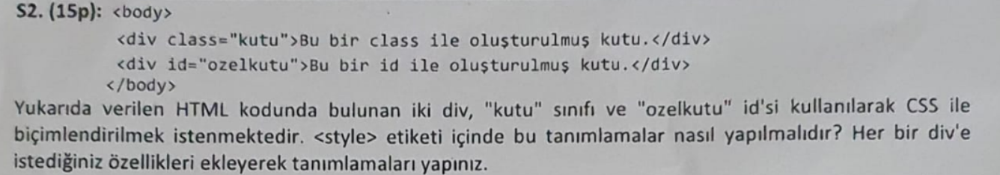 S2. (15p): <body>
<div class="kutu">Bu bir class ile oluşturulmuş kutu.</div>
<div id="ozelkutu">Bu bir id ile oluşturulmuş kutu.</div>
</body>
Yukarıda verilen HTML kodunda bulunan iki div, "kutu" sınıfı ve "ozelkutu" id'si kullanılarak CSS ile
biçimlendirilmek istenmektedir. <style> etiketi içinde bu tanımlamalar nasıl yapılmalıdır? Her bir div'e
istediğiniz özellikleri ekleyerek tanımlamaları yapınız.